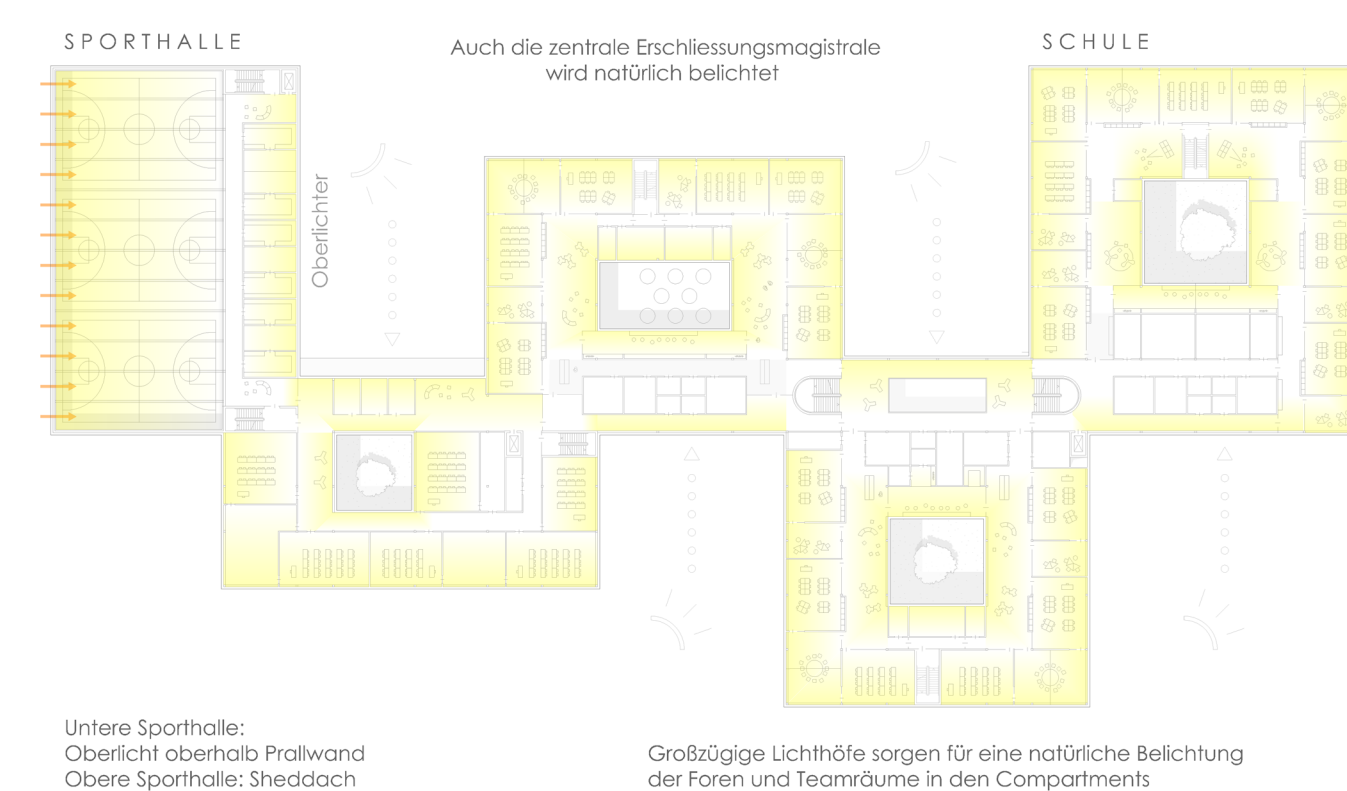 SPORTHALLE
Auch die zentrale Erschliessungsmagistrale
wird natürlich belichtet
SCHULE
Oberlichter
Untere Sporthalle:
Oberlicht oberhalb Prallwand
Obere Sporthalle: Sheddach
Großzügige Lichthöfe sorgen für eine natürliche Belichtung
der Foren und Teamräume in den Compartments